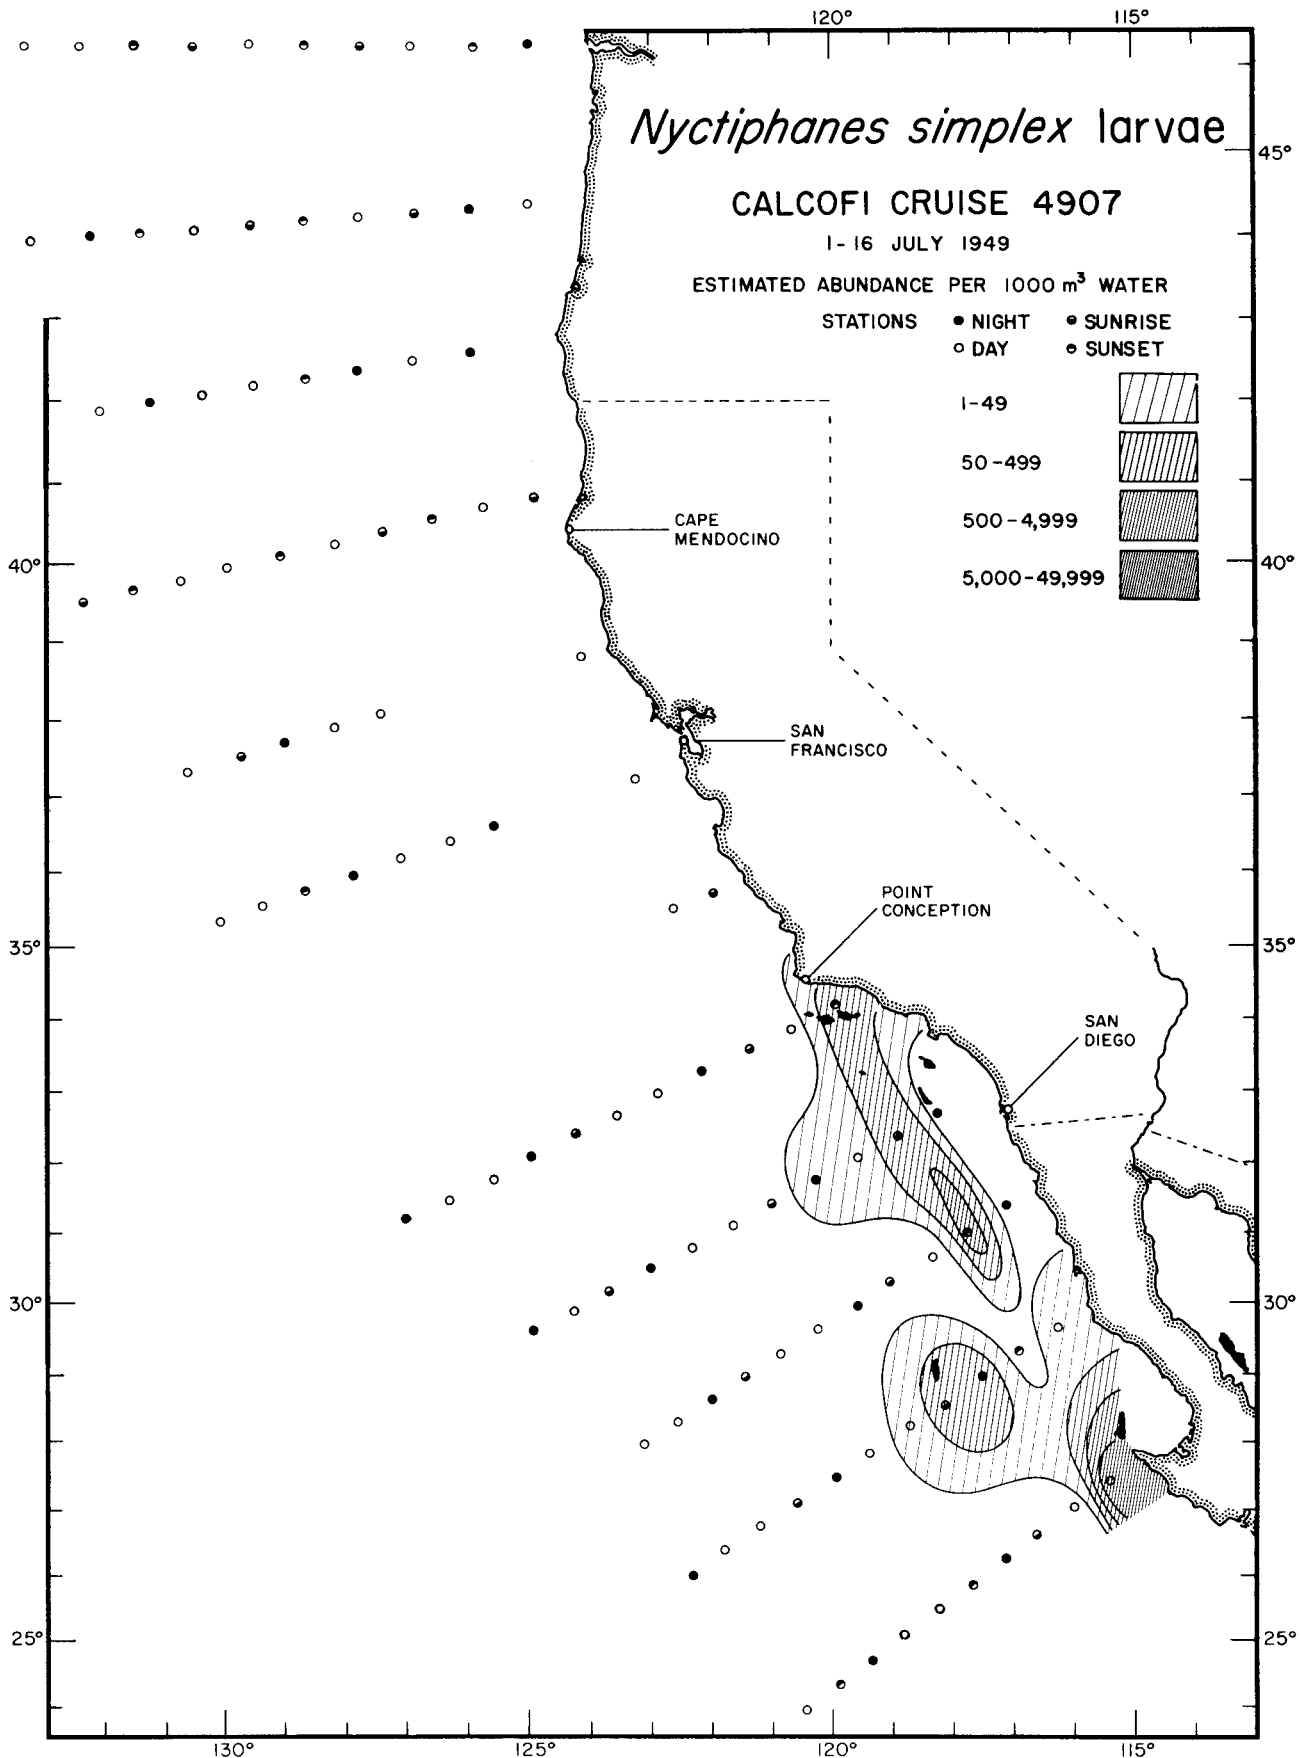 120° 115°
Nyctiphanes simplex larvae
45°
CALCOFI CRUISE 4907
1-16 JULY 1949
ESTIMATED ABUNDANCE PER 1000 m³ WATER
STATIONS ● NIGHT ◒ SUNRISE
○ DAY ◓ SUNSET
1-49
50-499
500-4,999
5,000-49,999
CAPE
MENDOCINO
40° 40°
SAN
FRANCISCO
POINT
CONCEPTION
35° 35°
SAN
DIEGO
30° 30°
25° 25°
130° 125° 120° 115°